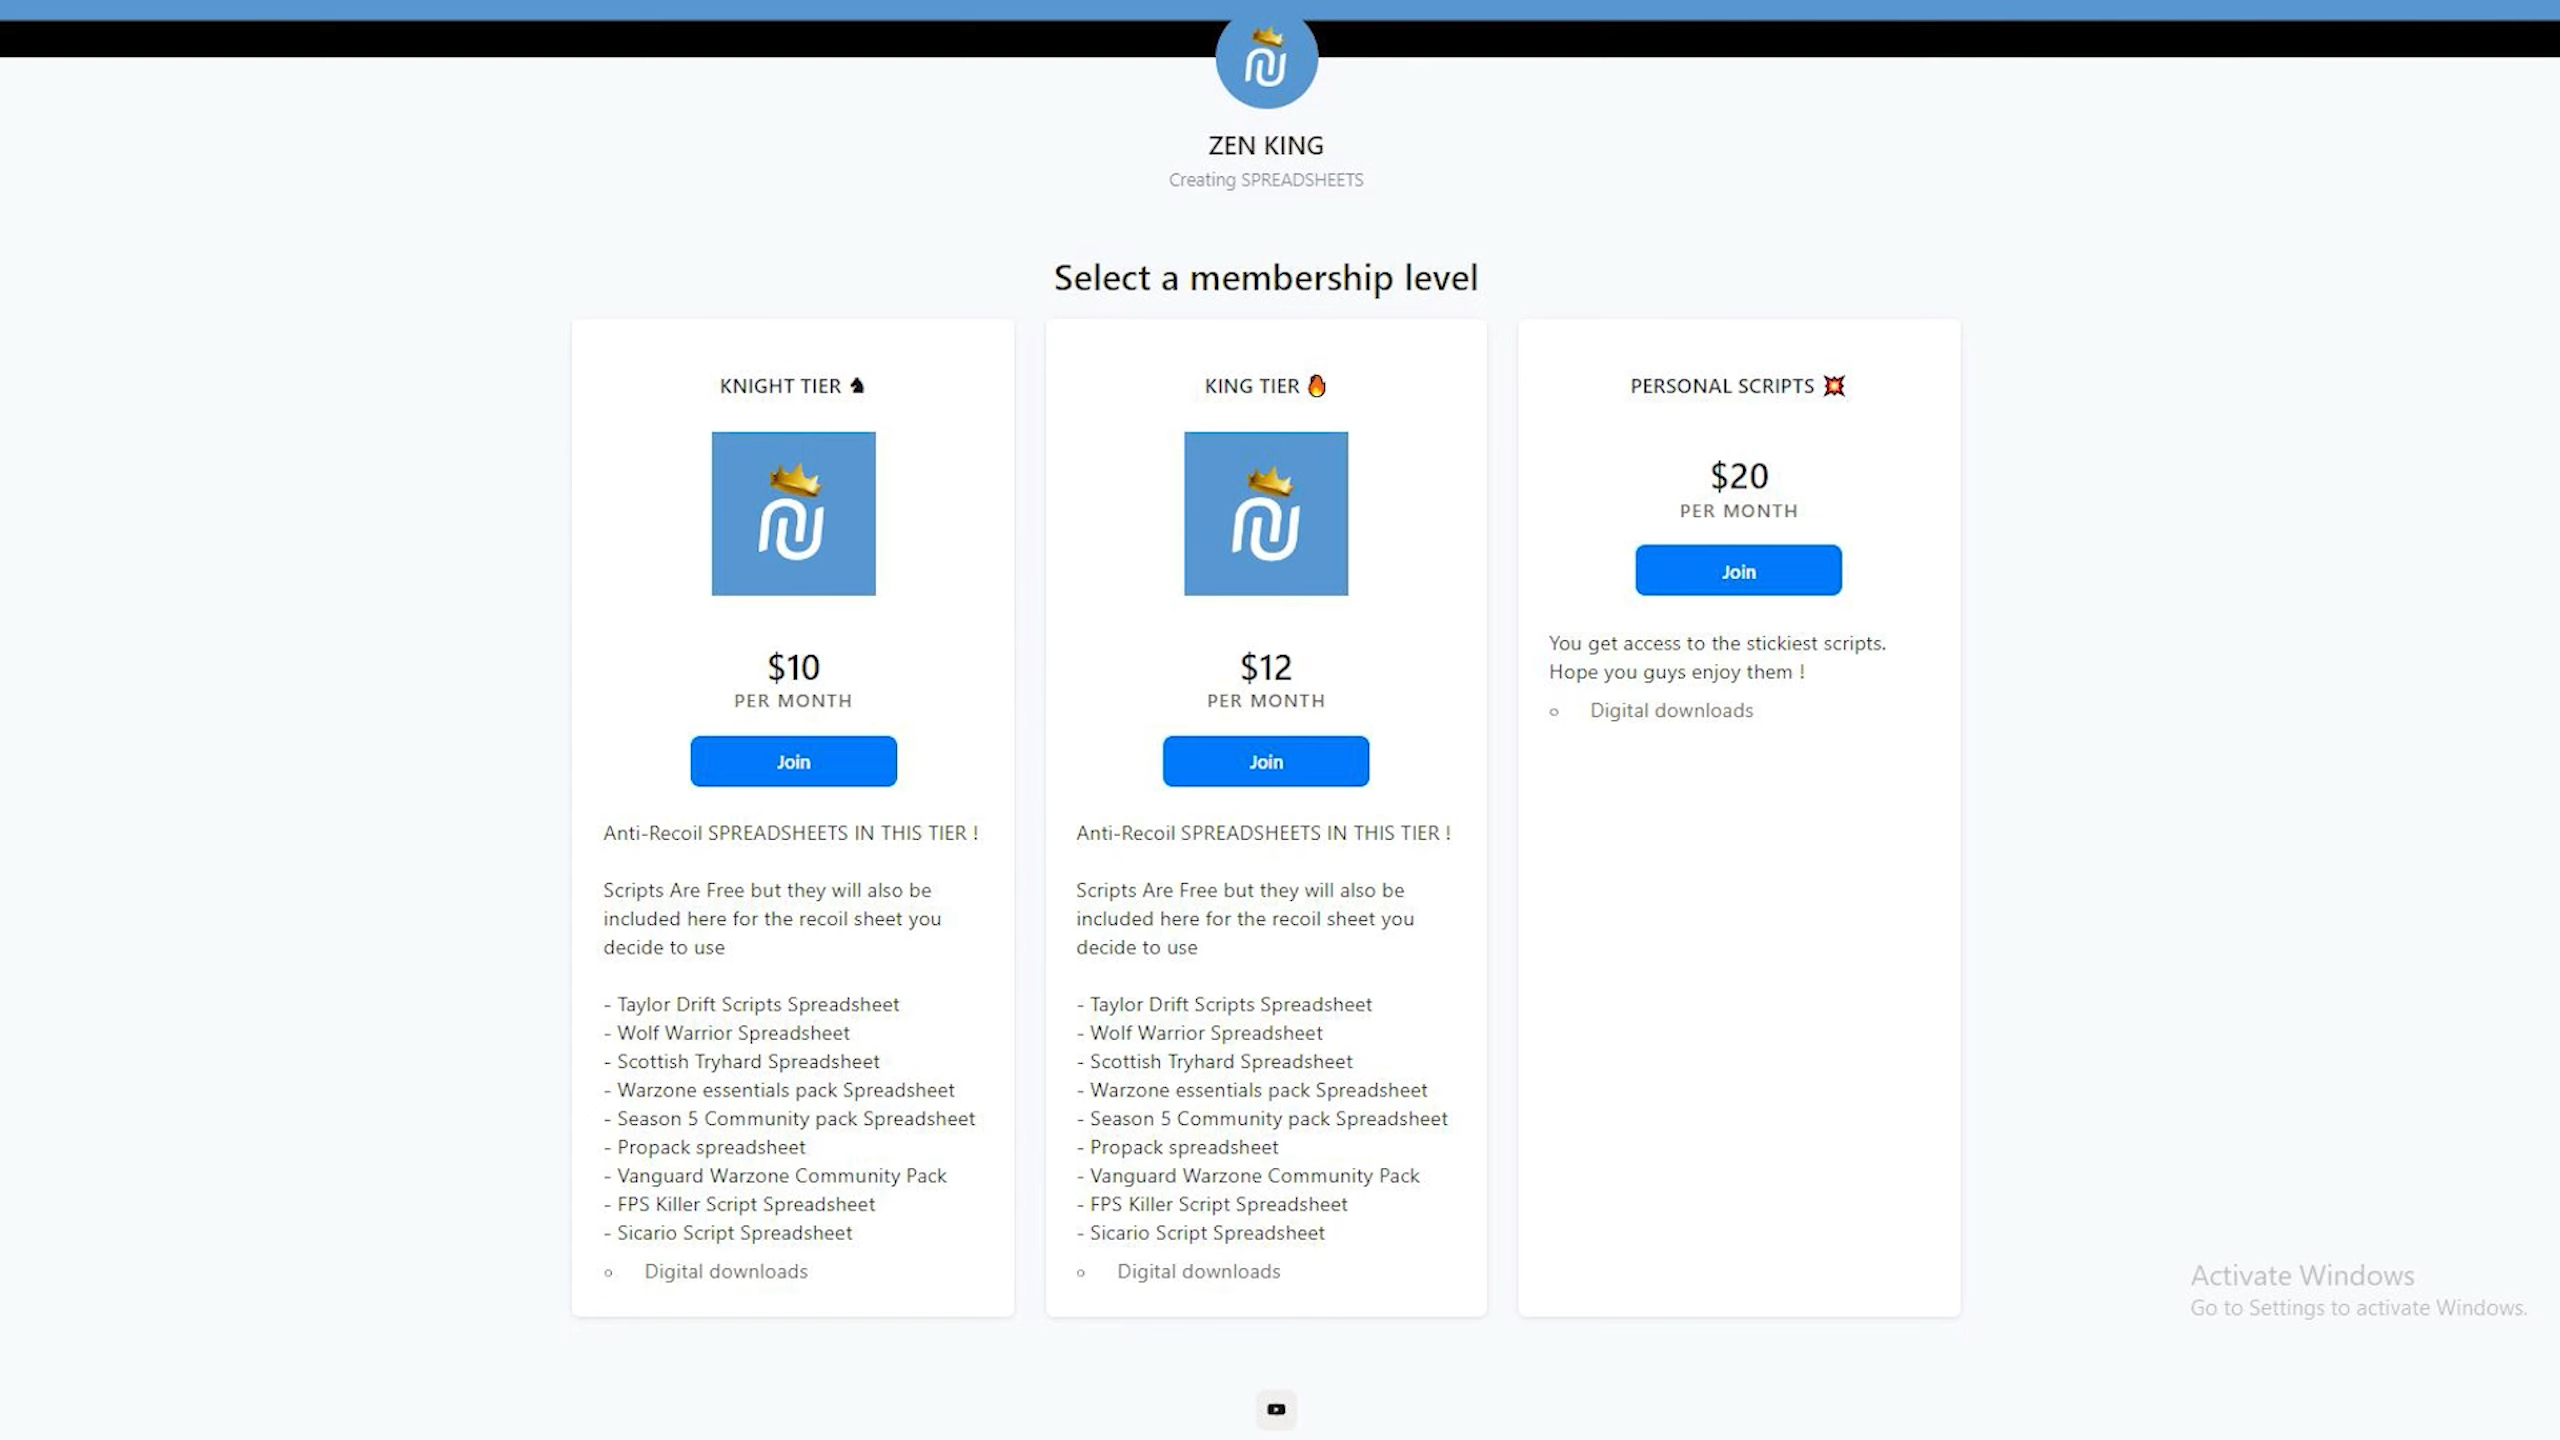 ZEN KING
Creating SPREADSHEETS
Select a membership level
KNIGHT TIER ♞
$10
PER MONTH
Join
Anti-Recoil SPREADSHEETS IN THIS TIER !
Scripts Are Free but they will also be
included here for the recoil sheet you
decide to use
- Taylor Drift Scripts Spreadsheet
- Wolf Warrior Spreadsheet
- Scottish Tryhard Spreadsheet
- Warzone essentials pack Spreadsheet
- Season 5 Community pack Spreadsheet
- Propack spreadsheet
- Vanguard Warzone Community Pack
- FPS Killer Script Spreadsheet
- Sicario Script Spreadsheet
Digital downloads
KING TIER 🔥
$12
PER MONTH
Join
Anti-Recoil SPREADSHEETS IN THIS TIER !
Scripts Are Free but they will also be
included here for the recoil sheet you
decide to use
- Taylor Drift Scripts Spreadsheet
- Wolf Warrior Spreadsheet
- Scottish Tryhard Spreadsheet
- Warzone essentials pack Spreadsheet
- Season 5 Community pack Spreadsheet
- Propack spreadsheet
- Vanguard Warzone Community Pack
- FPS Killer Script Spreadsheet
- Sicario Script Spreadsheet
Digital downloads
PERSONAL SCRIPTS 💥
$20
PER MONTH
Join
You get access to the stickiest scripts.
Hope you guys enjoy them !
Digital downloads
Activate Windows
Go to Settings to activate Windows.